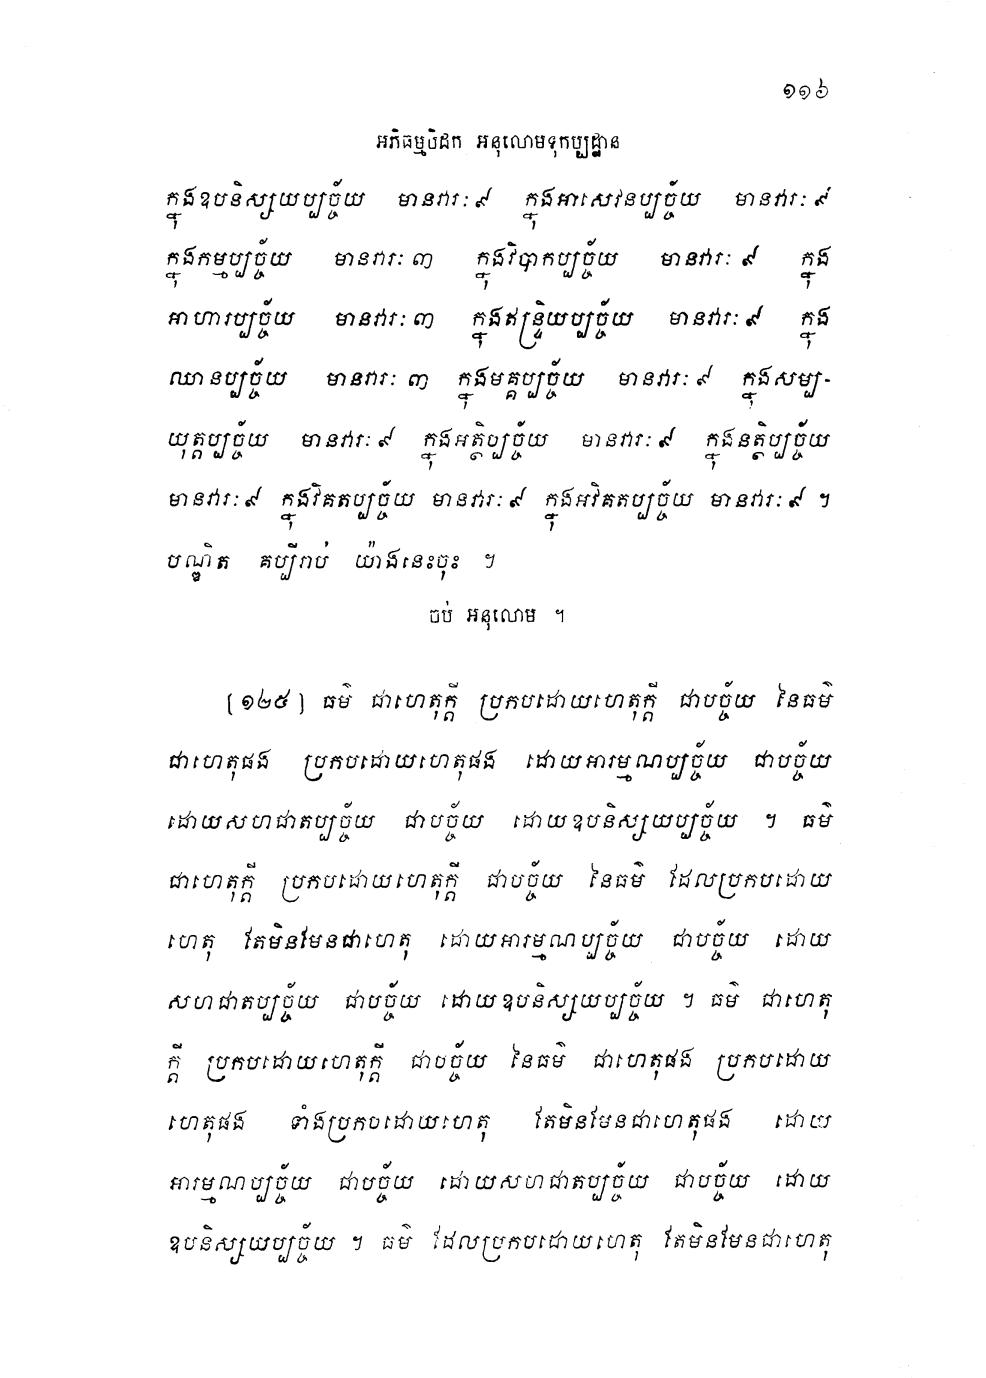 ១១៦
អភិធម្មបិដក អនុលោមទុកប្បដ្ឋាន
ក្នុងឧបនិស្សយប្បច្ច័យ មានវារៈ ៩ ក្នុងអាសេវនប្បច្ច័យ មានវារៈ ៩
ក្នុងកម្មប្បច្ច័យ មានវារៈ ៣ ក្នុងវិបាកប្បច្ច័យ មានវារៈ ៩ ក្នុង
អាហារប្បច្ច័យ មានវារៈ ៣ ក្នុងឥន្ទ្រិយប្បច្ច័យ មានវារៈ ៩ ក្នុង
ឈានប្បច្ច័យ មានវារៈ ៣ ក្នុងមគ្គប្បច្ច័យ មានវារៈ ៩ ក្នុងសម្ប-
យុត្តប្បច្ច័យ មានវារៈ ៩ ក្នុងអត្ថិប្បច្ច័យ មានវារៈ ៩ ក្នុងនត្ថិប្បច្ច័យ
មានវារៈ ៩ ក្នុងវិគតប្បច្ច័យ មានវារៈ ៩ ក្នុងអវិគតប្បច្ច័យ មានវារៈ ៩ ។
បណ្ឌិត គប្បីរាប់ យ៉ាងនេះចុះ ។
ចប់ អនុលោម ។
[១២៥] ធម៌ ជាហេតុក្តី ប្រកបដោយហេតុក្តី ជាបច្ច័យ នៃធម៌
ជាហេតុផង ប្រកបដោយហេតុផង ដោយអារម្មណប្បច្ច័យ ជាបច្ច័យ
ដោយសហជាតប្បច្ច័យ ជាបច្ច័យ ដោយឧបនិស្សយប្បច្ច័យ ។ ធម៌
ជាហេតុក្តី ប្រកបដោយហេតុក្តី ជាបច្ច័យ នៃធម៌ ដែលប្រកបដោយ
ហេតុ តែមិនមែនជាហេតុ ដោយអារម្មណប្បច្ច័យ ជាបច្ច័យ ដោយ
សហជាតប្បច្ច័យ ជាបច្ច័យ ដោយឧបនិស្សយប្បច្ច័យ ។ ធម៌ ជាហេតុ
ក្តី ប្រកបដោយហេតុក្តី ជាបច្ច័យ នៃធម៌ ជាហេតុផង ប្រកបដោយ
ហេតុផង ទាំងប្រកបដោយហេតុ តែមិនមែនជាហេតុផង ដោយ
អារម្មណប្បច្ច័យ ជាបច្ច័យ ដោយសហជាតប្បច្ច័យ ជាបច្ច័យ ដោយ
ឧបនិស្សយប្បច្ច័យ ។ ធម៌ ដែលប្រកបដោយហេតុ តែមិនមែនជាហេតុ